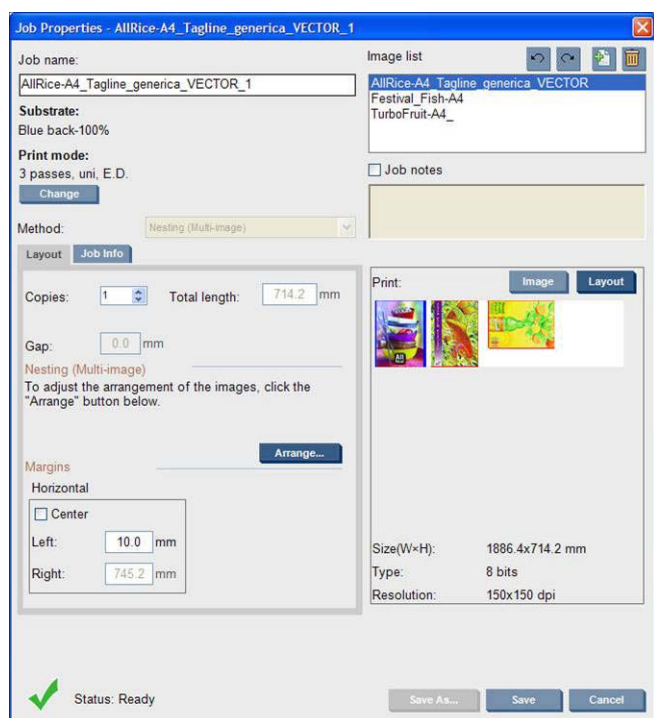 Job Properties - AllRice-A4_Tagline_generica_VECTOR_1
Job name:
AllRice-A4_Tagline_generica_VECTOR_1
Substrate:
Blue back-100%
Print mode:
3 passes, uni, E.D.
Change
Method:
Nesting (Multi-image)
Image list
AllRice-A4_Tagline_generica_VECTOR
Festival_Fish-A4
TurboFruit-A4_
Job notes
Layout
Job Info
Copies:
1
Total length:
714.2 mm
Gap:
0.0 mm
Nesting (Multi-image)
To adjust the arrangement of the images, click the
"Arrange" button below.
Arrange...
Margins
Horizontal
Center
Left:
10.0 mm
Right:
745.2 mm
Print:
Image
Layout
Size(W×H): 1886.4x714.2 mm
Type: 8 bits
Resolution: 150x150 dpi
Status: Ready
Save As...
Save
Cancel